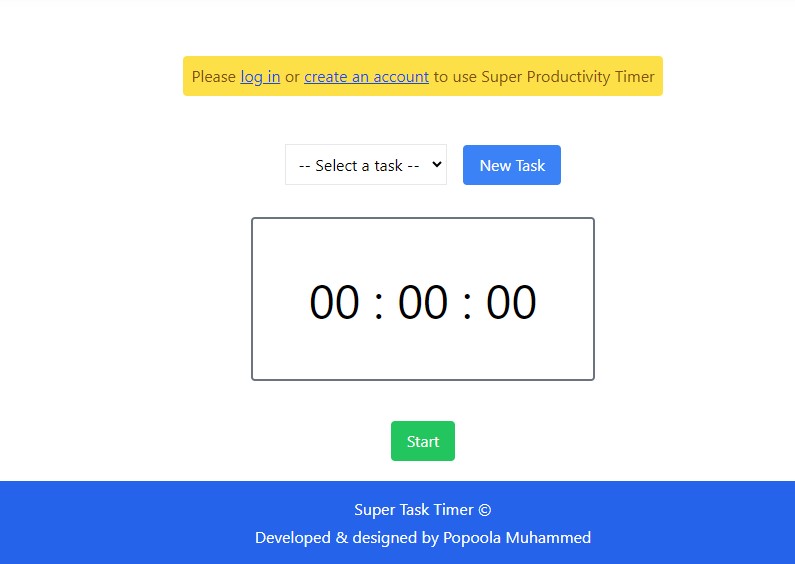 Please log in or create an account to use Super Productivity Timer
-- Select a task -- New Task
00 : 00 : 00
Start
Super Task Timer ©
Developed & designed by Popoola Muhammed